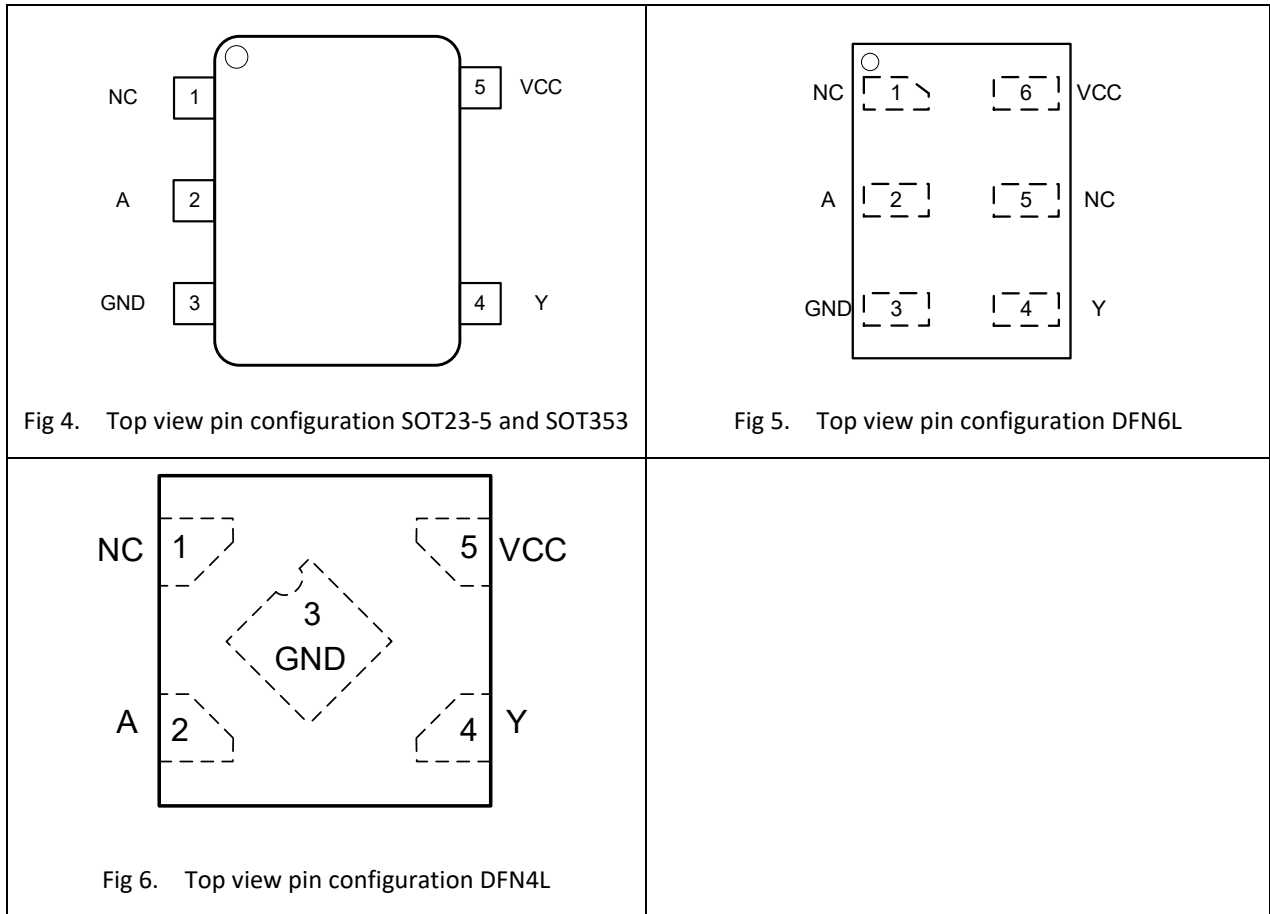 NC 1 5 VCC
A 2
GND 3 4 Y
Fig 4. Top view pin configuration SOT23-5 and SOT353
NC 1 6 VCC
A 2 5 NC
GND 3 4 Y
Fig 5. Top view pin configuration DFN6L
NC 1 5 VCC
3
GND
A 2 4 Y
Fig 6. Top view pin configuration DFN4L